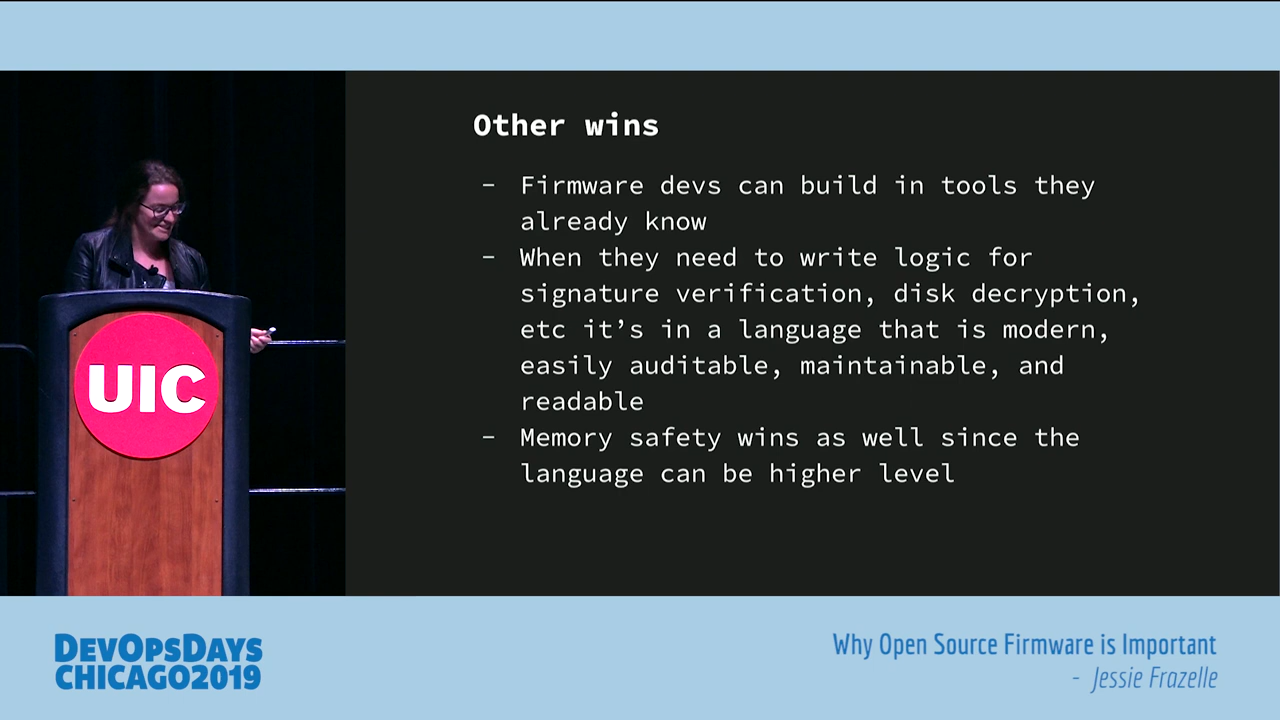 Other wins
- Firmware devs can build in tools they
already know
- When they need to write logic for
signature verification, disk decryption,
etc it’s in a language that is modern,
easily auditable, maintainable, and
readable
- Memory safety wins as well since the
language can be higher level
UIC
DEVOPSDAYS
CHICAGO2019
Why Open Source Firmware is Important
- Jessie Frazelle